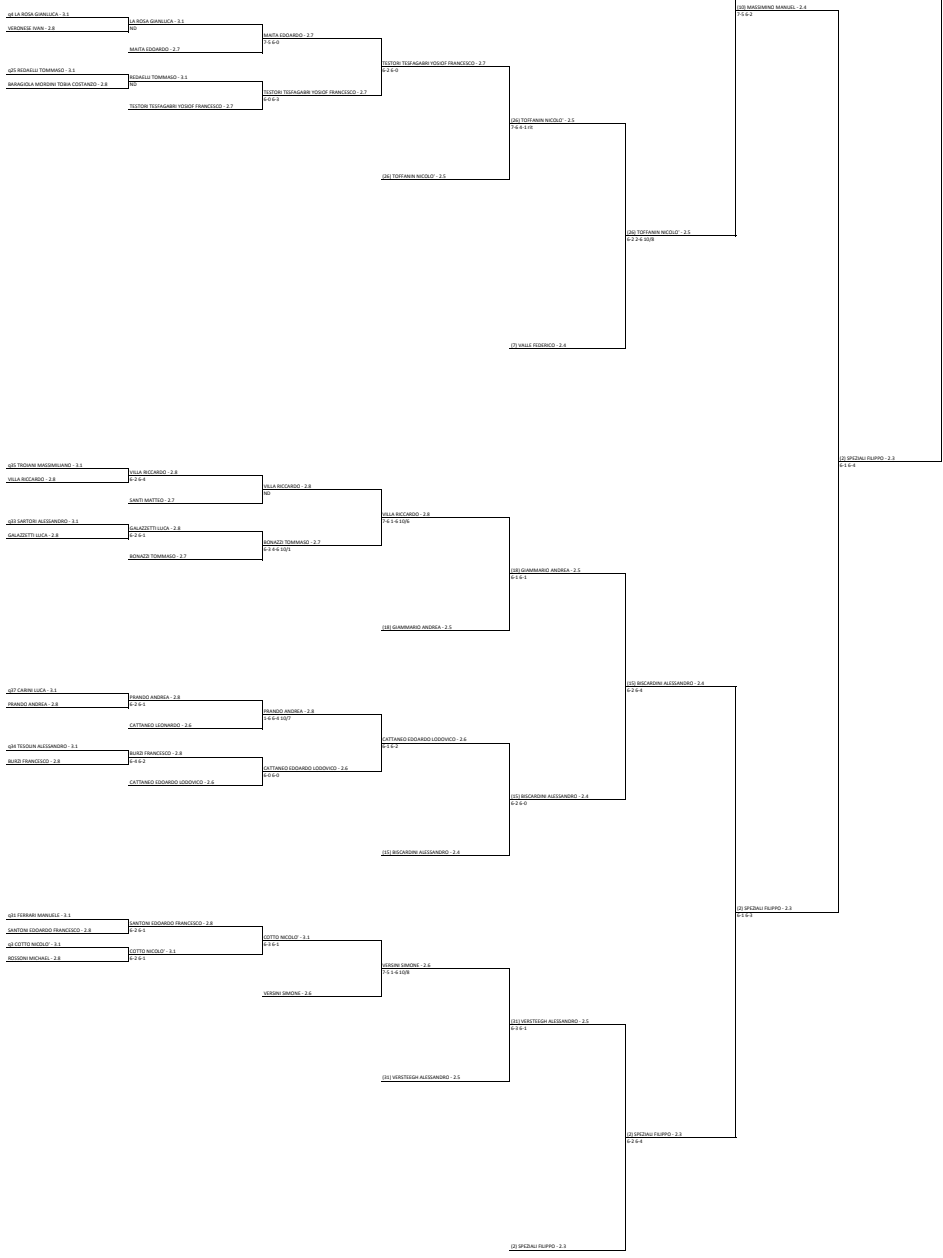 (10) MASSIMINO MANUEL - 2.4
7-5 6-2
q4 LA ROSA GIANLUCA - 3.1
LA ROSA GIANLUCA - 3.1
VERONESE IVAN - 2.8
ND
MAITA EDOARDO - 2.7
7-5 6-0
MAITA EDOARDO - 2.7
TESTORI TESFAGABRI YOSIOF FRANCESCO - 2.7
6-2 6-0
q25 REDAELLI TOMMASO - 3.1
REDAELLI TOMMASO - 3.1
BARAGIOLA MORDINI TOBIA COSTANZO - 2.8
ND
TESTORI TESFAGABRI YOSIOF FRANCESCO - 2.7
6-0 6-3
TESTORI TESFAGABRI YOSIOF FRANCESCO - 2.7
(26) TOFFANIN NICOLO' - 2.5
7-6 4-1 rit
(26) TOFFANIN NICOLO' - 2.5
(26) TOFFANIN NICOLO' - 2.5
6-2 2-6 10/8
(7) VALLE FEDERICO - 2.4
(2) SPEZIALI FILIPPO - 2.3
6-1 6-4
q35 TROIANI MASSIMILIANO - 3.1
VILLA RICCARDO - 2.8
VILLA RICCARDO - 2.8
6-2 6-4
VILLA RICCARDO - 2.8
ND
SANTI MATTEO - 2.7
VILLA RICCARDO - 2.8
7-6 1-6 10/6
q33 SARTORI ALESSANDRO - 3.1
GALAZZETTI LUCA - 2.8
GALAZZETTI LUCA - 2.8
6-2 6-1
BONAZZI TOMMASO - 2.7
6-3 4-6 10/1
BONAZZI TOMMASO - 2.7
(18) GIAMMARIO ANDREA - 2.5
6-1 6-1
(18) GIAMMARIO ANDREA - 2.5
(15) BISCARDINI ALESSANDRO - 2.4
6-2 6-4
q37 CARINI LUCA - 3.1
PRANDO ANDREA - 2.8
PRANDO ANDREA - 2.8
6-2 6-1
PRANDO ANDREA - 2.8
1-6 6-4 10/7
CATTANEO LEONARDO - 2.6
CATTANEO EDOARDO LODOVICO - 2.6
6-1 6-2
q34 TESOLIN ALESSANDRO - 3.1
BURZI FRANCESCO - 2.8
BURZI FRANCESCO - 2.8
6-4 6-2
CATTANEO EDOARDO LODOVICO - 2.6
6-0 6-0
CATTANEO EDOARDO LODOVICO - 2.6
(15) BISCARDINI ALESSANDRO - 2.4
6-2 6-0
(15) BISCARDINI ALESSANDRO - 2.4
(2) SPEZIALI FILIPPO - 2.3
6-1 6-3
q31 FERRARI MANUELE - 3.1
SANTONI EDOARDO FRANCESCO - 2.8
SANTONI EDOARDO FRANCESCO - 2.8
6-2 6-1
COTTO NICOLO' - 3.1
6-3 6-1
q3 COTTO NICOLO' - 3.1
COTTO NICOLO' - 3.1
ROSSONI MICHAEL - 2.8
6-2 6-1
VERSINI SIMONE - 2.6
7-5 1-6 10/8
VERSINI SIMONE - 2.6
(31) VERSTEEGH ALESSANDRO - 2.5
6-3 6-1
(31) VERSTEEGH ALESSANDRO - 2.5
(2) SPEZIALI FILIPPO - 2.3
6-2 6-4
(2) SPEZIALI FILIPPO - 2.3